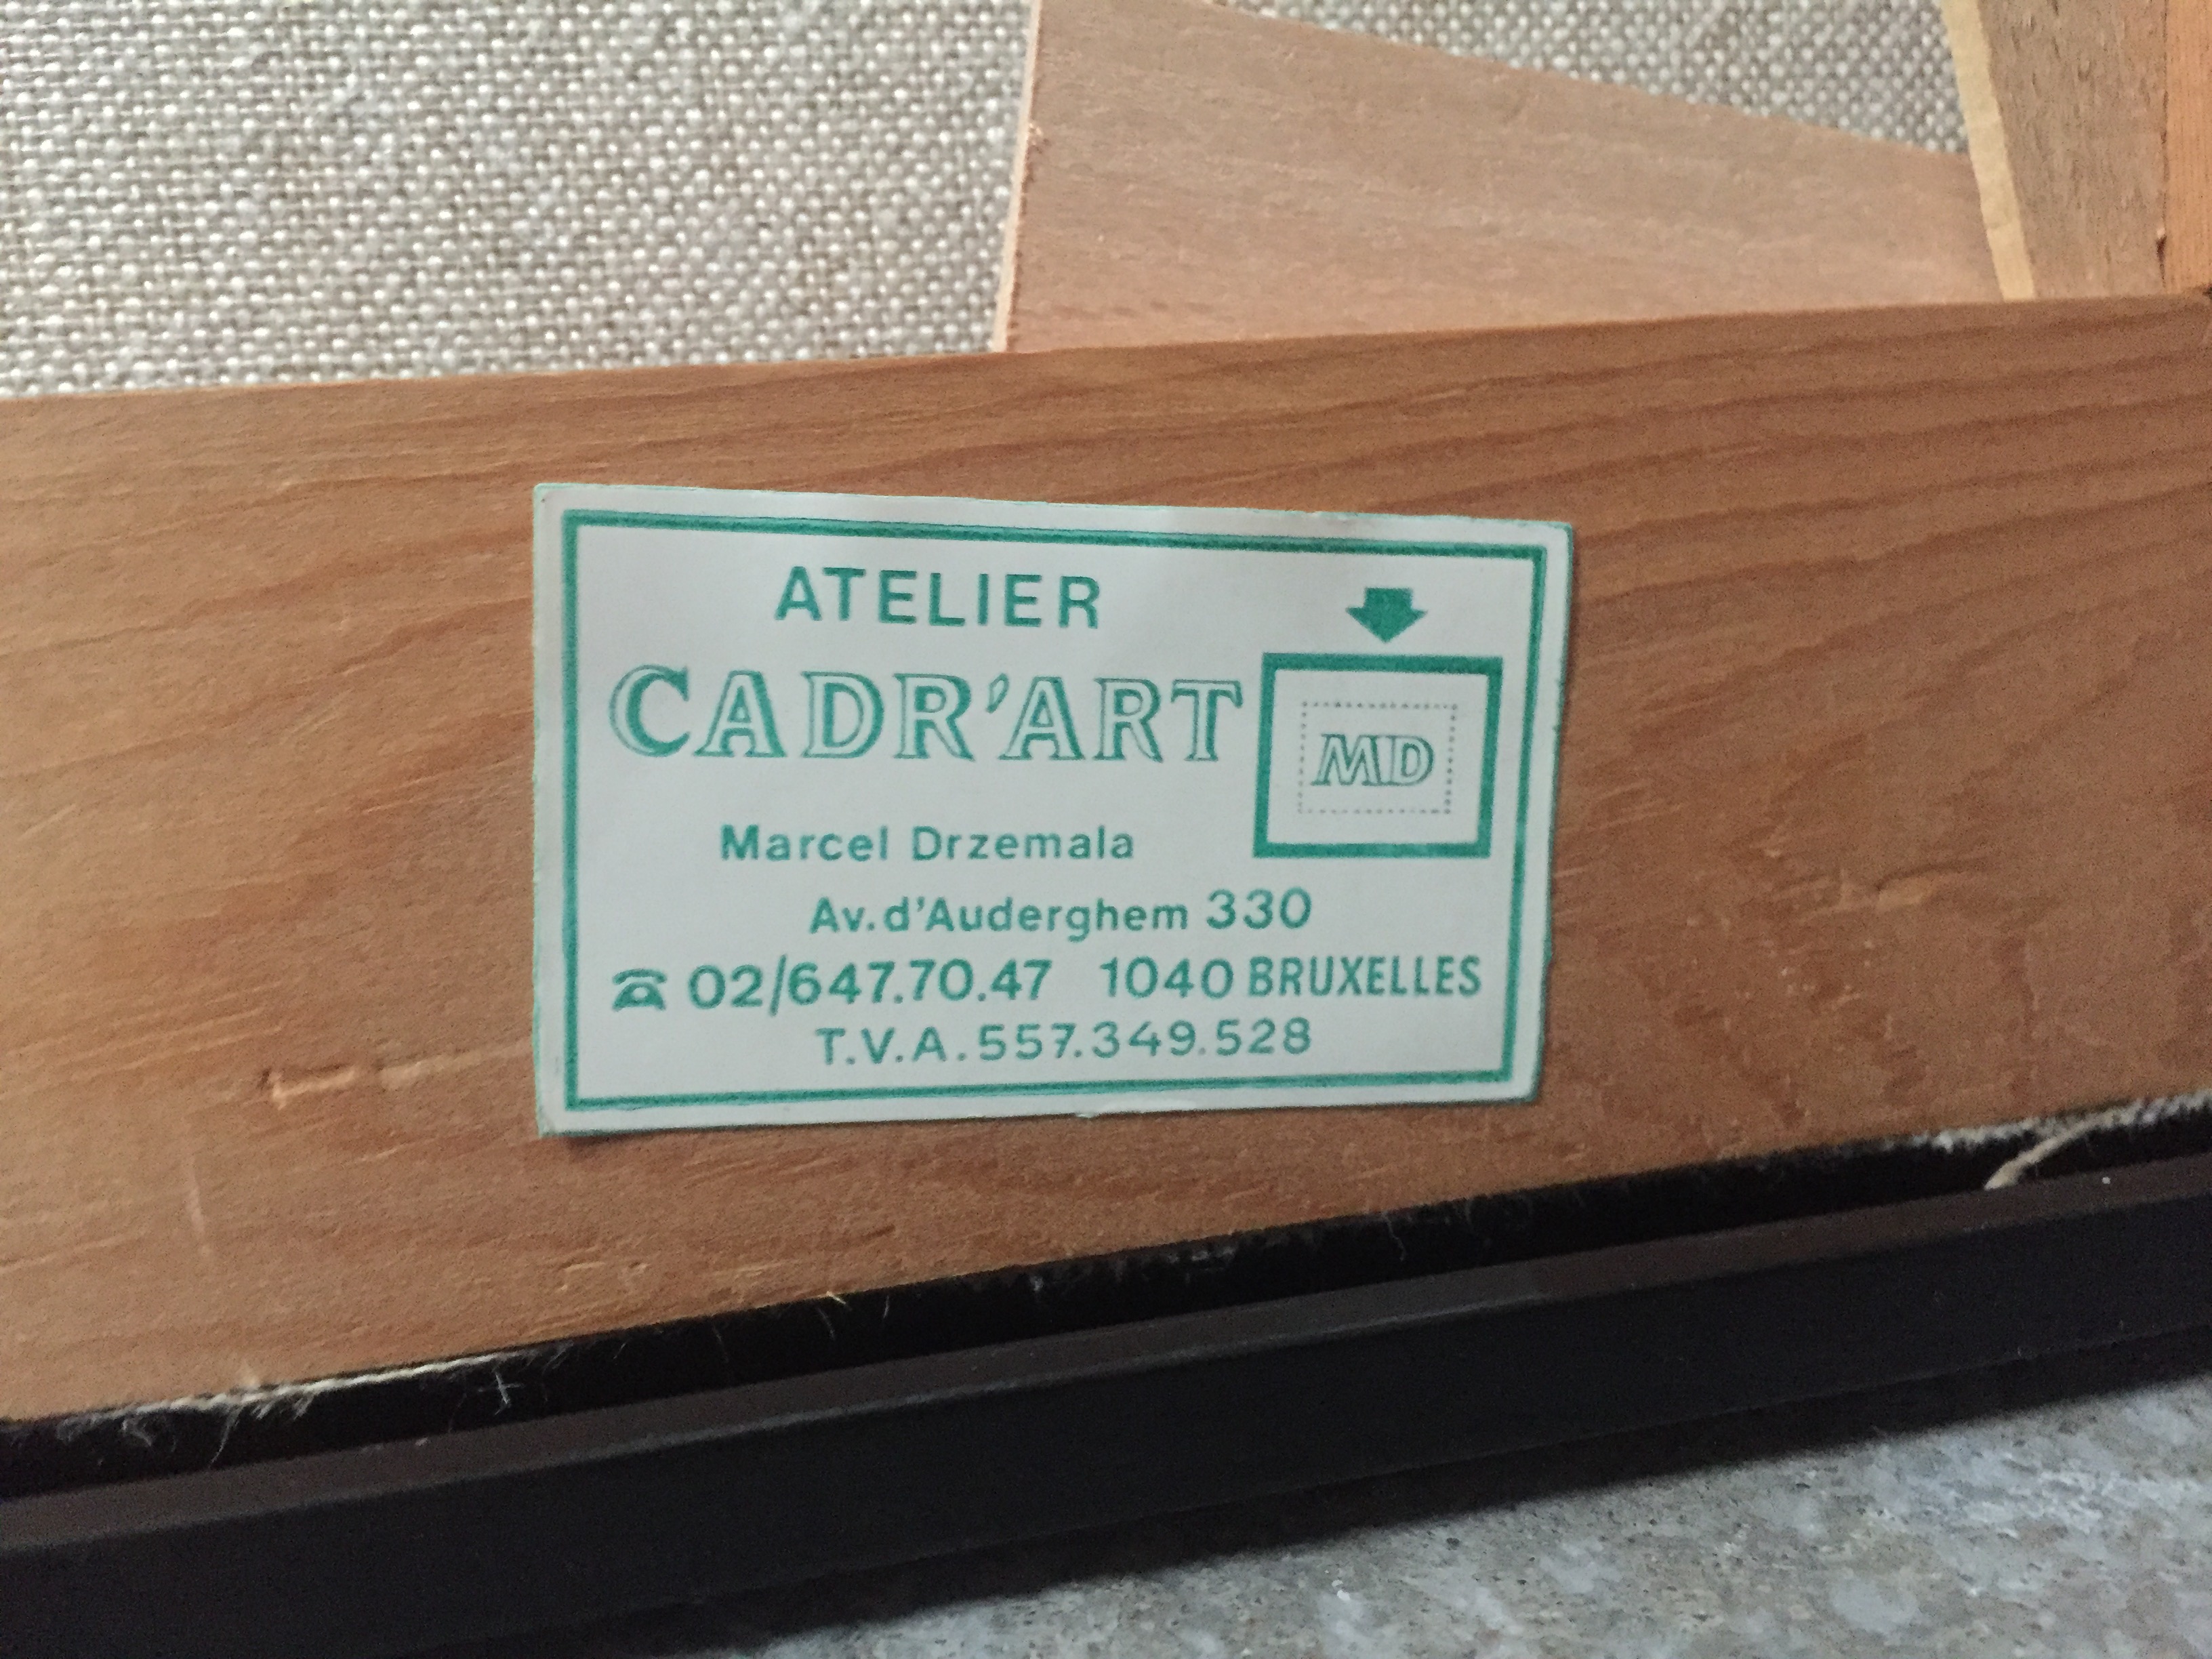 ATELIER
CADR'ART
MD
Marcel Drzemala
Av. d'Auderghem 330
☎ 02/647.70.47 1040 BRUXELLES
T.V.A. 557.349.528